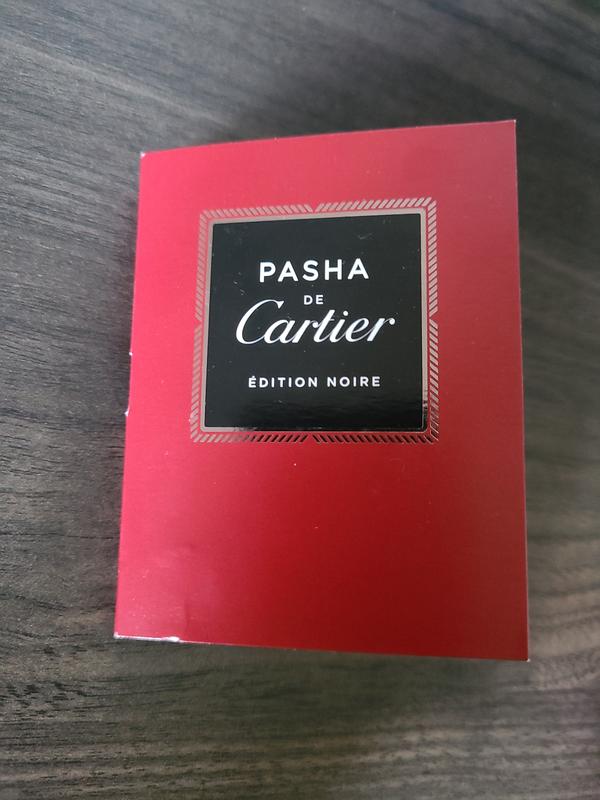 PASHA
DE
Cartier
ÉDITION NOIRE